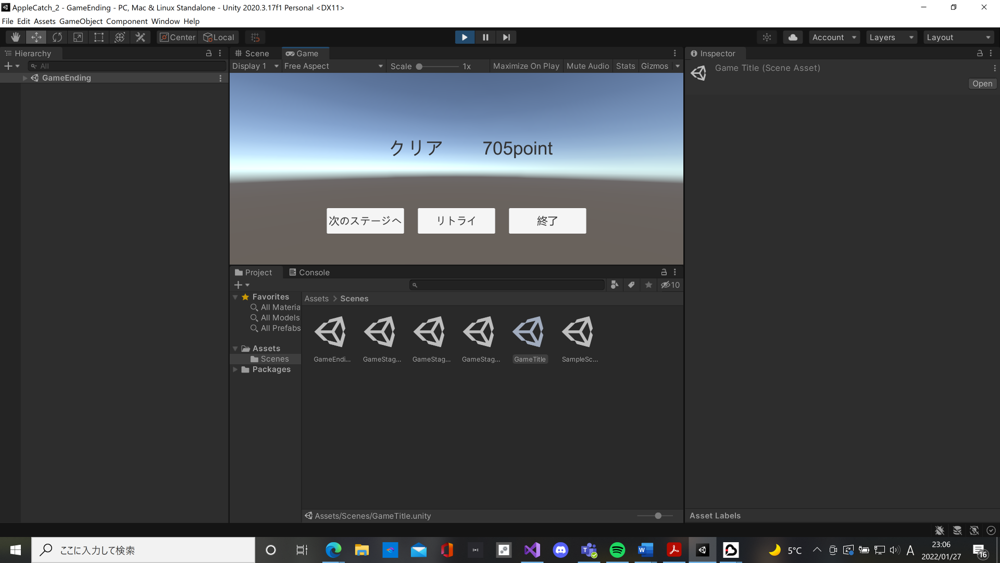 AppleCatch_2 - GameEnding - PC, Mac & Linux Standalone - Unity 2020.3.17f1 Personal <DX11>
File Edit Assets GameObject Component Window Help
Center Local Account Layers Layout
Hierarchy
All
GameEnding
Scene Game
Display 1 Free Aspect Scale 1x Maximize On Play Mute Audio Stats Gizmos
クリア 705point
次のステージへ リトライ 終了
Inspector
Game Title (Scene Asset)
Open
Project Console
10
Favorites
All Materia
All Models
All Prefabs
Assets
Scenes
Packages
Assets > Scenes
GameEndi... GameStag... GameStag... GameStag... GameTitle SampleSc...
Assets/Scenes/GameTitle.unity
Asset Labels
ここに入力して検索
5°C
A
23:06
2022/01/27
16